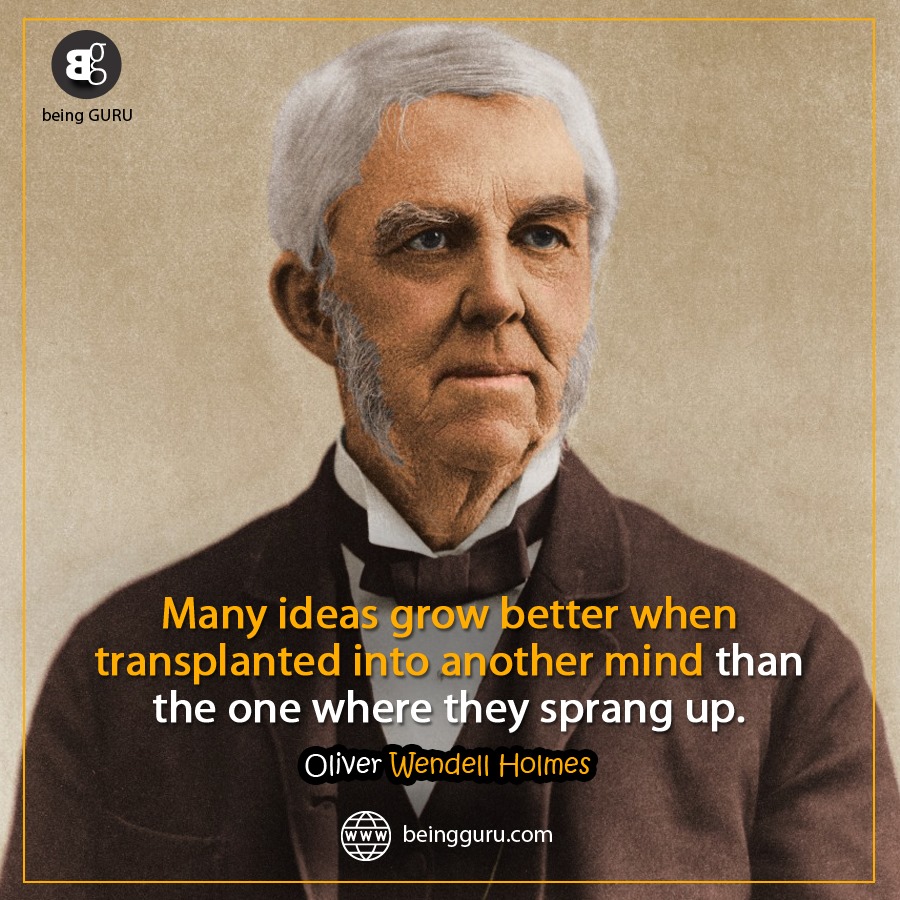 being GURU
Many ideas grow better when
transplanted into another mind than
the one where they sprang up.
Oliver Wendell Holmes
www beingguru.com